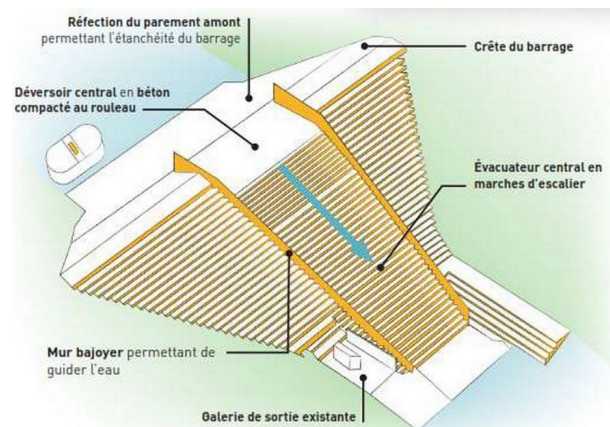 Réfection du parement amont
permettant l'étanchéité du barrage
Crête du barrage
Déversoir central en béton
compacté au rouleau
Évacuateur central en
marches d'escalier
Mur bajoyer permettant de
guider l'eau
Galerie de sortie existante